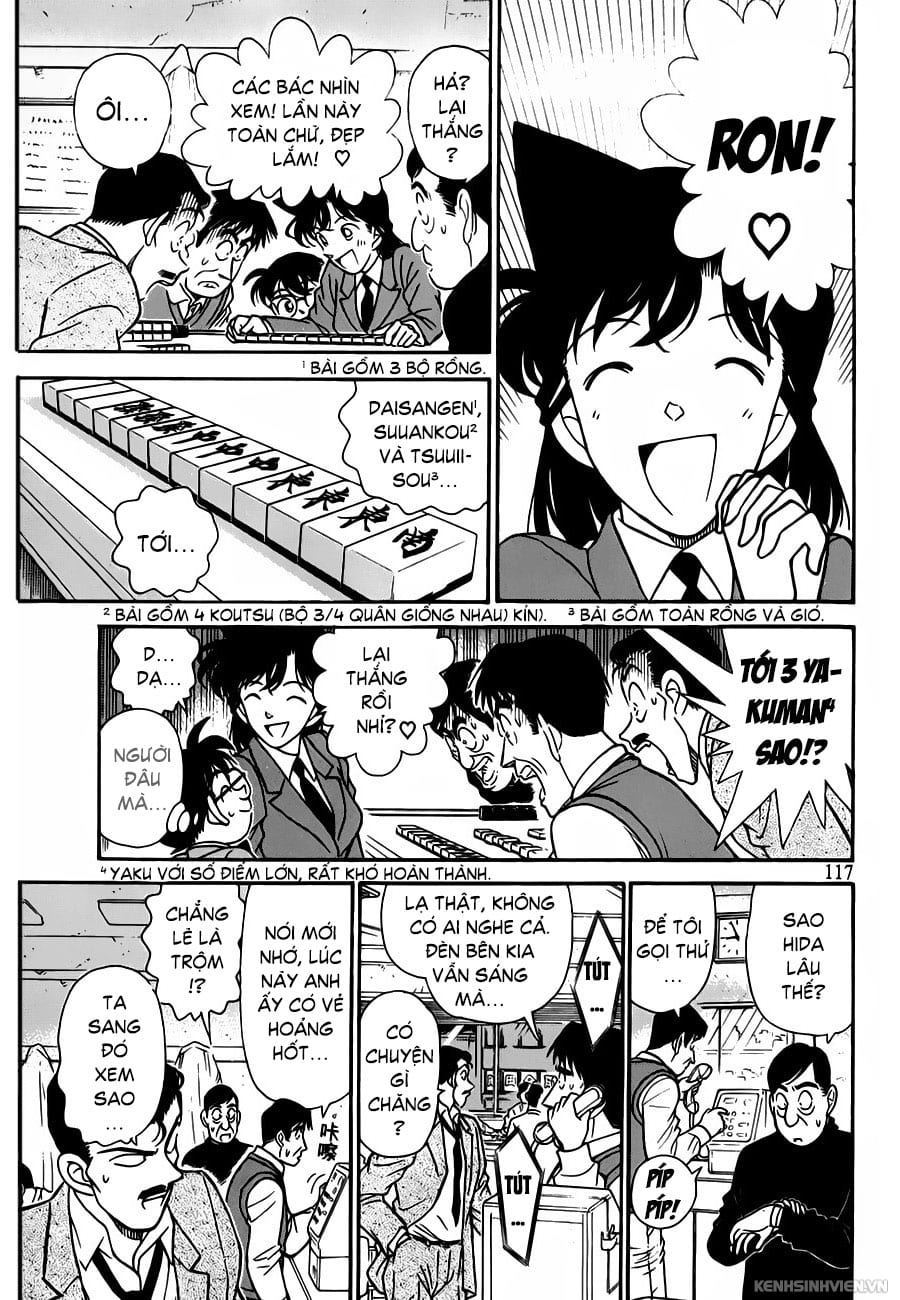 RON!
♡
HẢ?
LẠI
THẮNG
?
CÁC BÁC NHÌN
XEM! LẦN NÀY
TOÀN CHỮ, ĐẸP
LẮM! ♡
ÔI...
¹ BÀI GỒM 3 BỘ RỒNG.
DAISANGEN¹,
SUUANKOU²
VÀ TSUUII-
SOU³...
TỚI...
² BÀI GỒM 4 KOUTSU (BỘ 3/4 QUÂN GIỐNG NHAU) KÍN). ³ BÀI GỒM TOÀN RỒNG VÀ GIÓ.
TỚI 3 YA-
KUMAN⁴
SAO!?
LẠI
THẮNG
RỒI
NHỈ?♡
D...
DẠ...
NGƯỜI
ĐÂU
MÀ...
⁴ YAKU VỚI SỐ ĐIỂM LỚN, RẤT KHÓ HOÀN THÀNH.
117
SAO
HIDA
LÂU
THẾ?
ĐỂ TÔI
GỌI THỬ
...
PÍP
PÍP!
TÚT
...
LẠ THẬT, KHÔNG
CÓ AI NGHE CẢ.
ĐÈN BÊN KIA
VẪN SÁNG
MÀ...
TÚT
...
CÓ
CHUYỆN
GÌ
CHĂNG
?
NÓI MỚI
NHỚ, LÚC
NÃY ANH
ẤY CÓ VẺ
HOẢNG
HỐT...
咔嚓
CHẲNG
LẼ LÀ
TRỘM
!?
TA
SANG
ĐÓ
XEM
SAO...
KENHSINHVIEN.VN